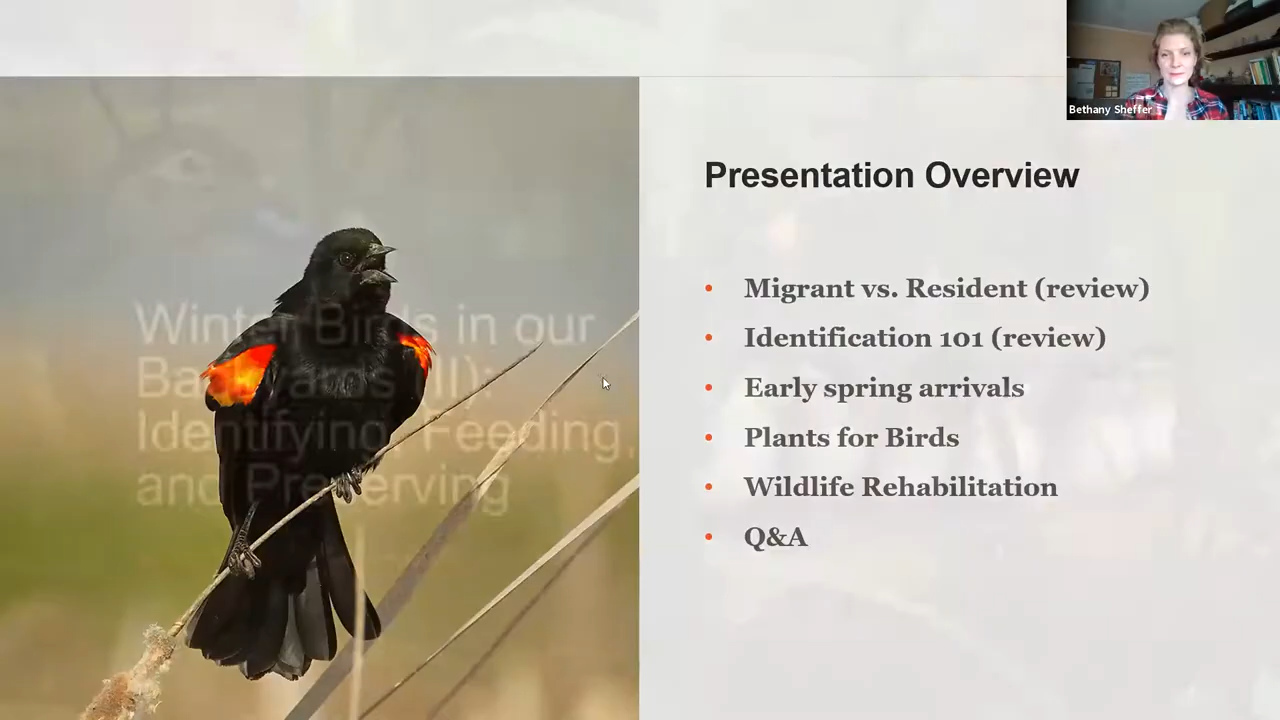 Bethany Sheffer
Presentation Overview
Winter Birds in our
Backyards (III):
Identifying, Feeding,
and Preserving
• Migrant vs. Resident (review)
• Identification 101 (review)
• Early spring arrivals
• Plants for Birds
• Wildlife Rehabilitation
• Q&A